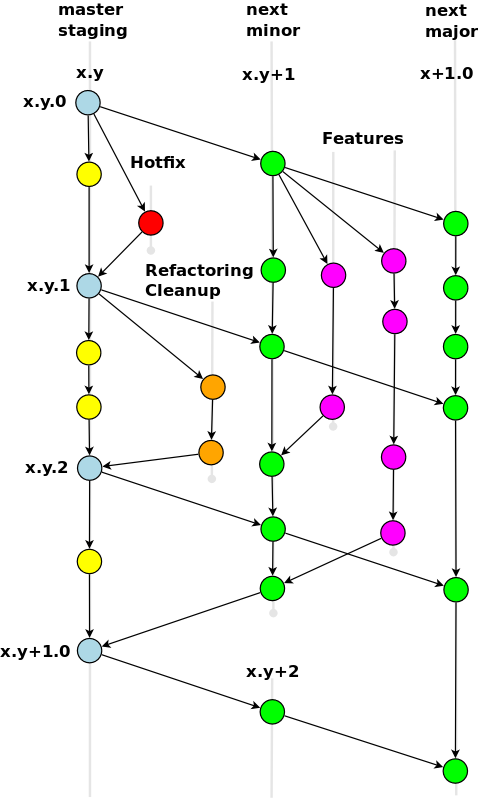 master
staging
next
minor
next
major
x.y
x.y+1
x+1.0
x.y.0
Features
Hotfix
Refactoring
Cleanup
x.y.1
x.y.2
x.y+1.0
x.y+2